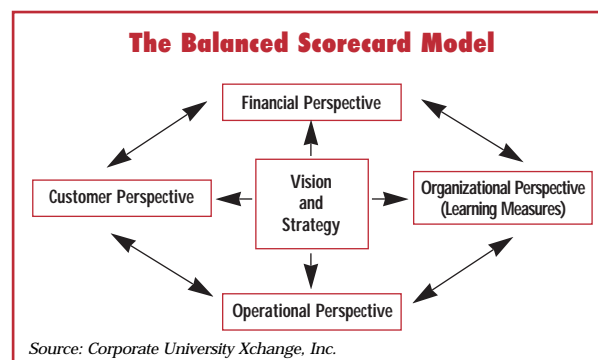 The Balanced Scorecard Model
Financial Perspective
Customer Perspective
Vision
and
Strategy
Organizational Perspective
(Learning Measures)
Operational Perspective
Source: Corporate University Xchange, Inc.